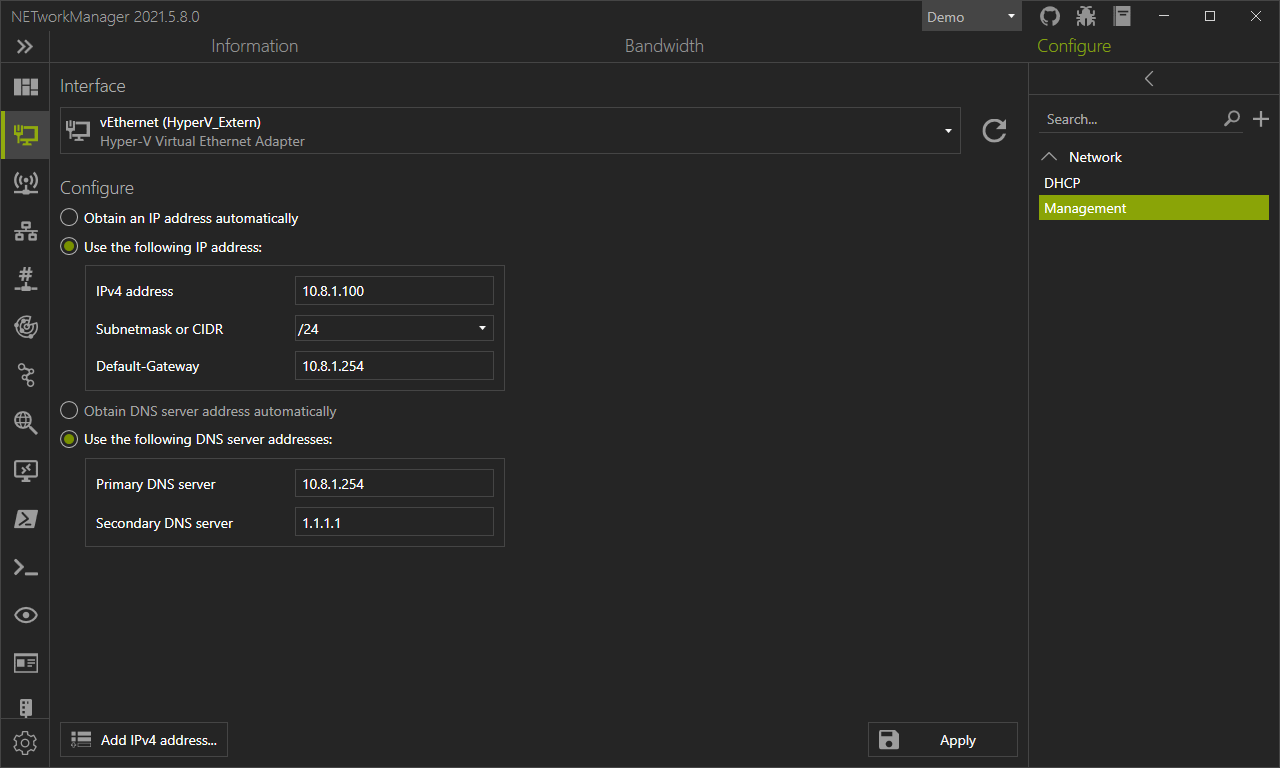 NETworkManager 2021.5.8.0
Demo
Information
Bandwidth
Configure
Interface
vEthernet (HyperV_Extern)
Hyper-V Virtual Ethernet Adapter
Configure
Obtain an IP address automatically
Use the following IP address:
IPv4 address
10.8.1.100
Subnetmask or CIDR
/24
Default-Gateway
10.8.1.254
Obtain DNS server address automatically
Use the following DNS server addresses:
Primary DNS server
10.8.1.254
Secondary DNS server
1.1.1.1
Add IPv4 address...
Apply
Search...
Network
DHCP
Management